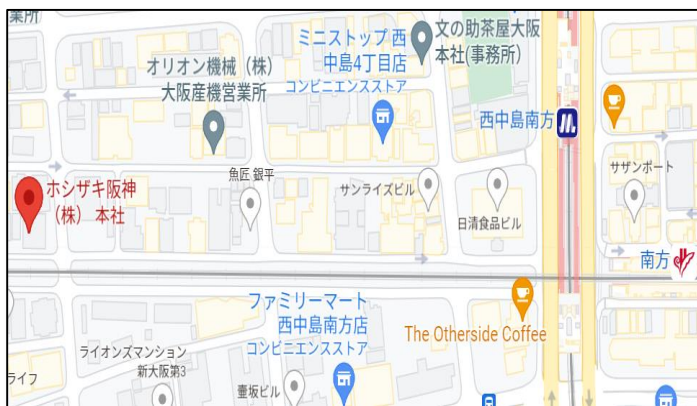 業所
オリオン機械（株）
大阪産機営業所
ミニストップ 西
中島4丁目店
コンビニエンスストア
文の助茶屋大阪
本社(事務所)
西中島南方
ホシザキ阪神
（株） 本社
魚匠 銀平
サンライズビル
日清食品ビル
サザンポート
南方
ファミリーマート
西中島南方店
コンビニエンスストア
The Otherside Coffee
ライオンズマンション
新大阪第3
ライフ
壷坂ビル